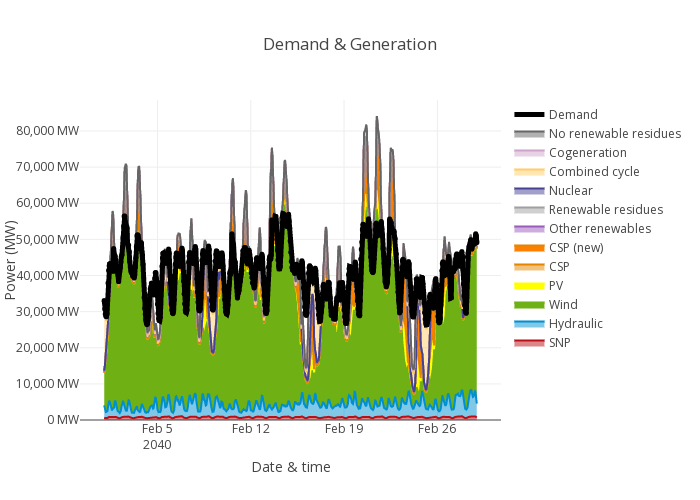 Demand & Generation
80,000 MW
70,000 MW
60,000 MW
50,000 MW
40,000 MW
30,000 MW
20,000 MW
10,000 MW
0 MW
Power (MW)
Feb 5
2040
Feb 12
Feb 19
Feb 26
Date & time
Demand
No renewable residues
Cogeneration
Combined cycle
Nuclear
Renewable residues
Other renewables
CSP (new)
CSP
PV
Wind
Hydraulic
SNP